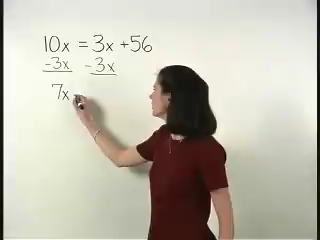 10x = 3x + 56
-3x -3x
7x